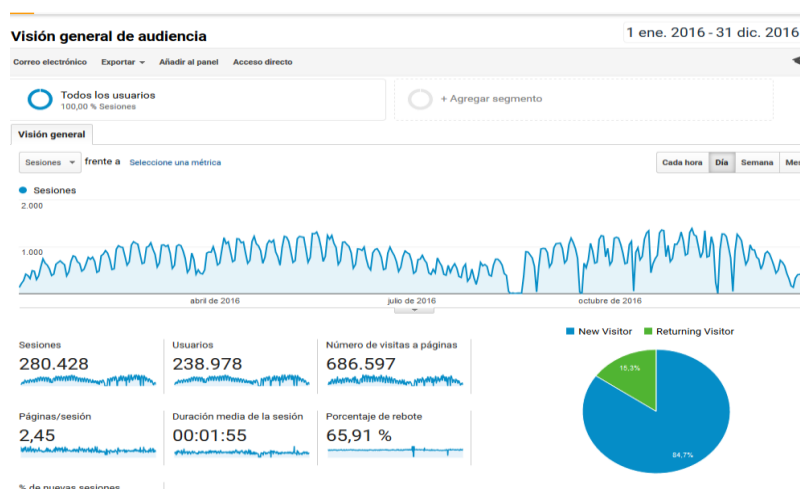 Visión general de audiencia
1 ene. 2016 - 31 dic. 2016
Correo electrónico Exportar Añadir al panel Acceso directo
Todos los usuarios
100,00 % Sesiones
+ Agregar segmento
Visión general
Sesiones frente a Seleccione una métrica
Cada hora Día Semana
Sesiones
2.000
1.000
abril de 2016 julio de 2016 octubre de 2016
New Visitor Returning Visitor
Sesiones
280.428
Usuarios
238.978
Número de visitas a páginas
686.597
Páginas/sesión
2,45
Duración media de la sesión
00:01:55
Porcentaje de rebote
65,91 %
15,3%
84,7%
% de nuevas sesiones